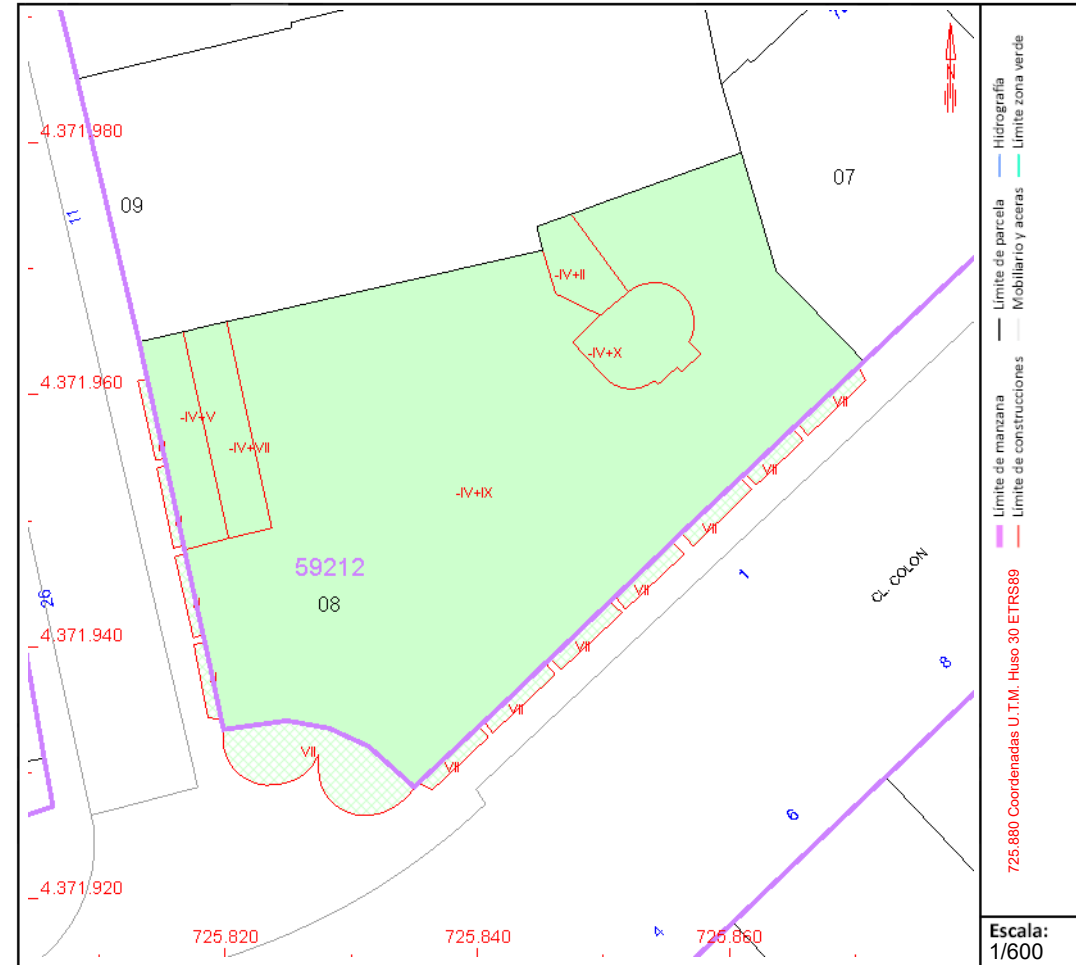 4.371.980
09
11
07
-IV+II
-IV+X
4.371.960
-IV+V
-IV+VII
VII
VII
-IV+IX
VII
59212
08
1
CL. COLON
VII
26
4.371.940
VII
8
VII
VII
VII
6
4.371.920
725.820
725.840
725.860
4
N
Hidrografía
Límite zona verde
Límite de parcela
Mobiliario y aceras
Límite de manzana
Límite de construcciones
725.880 Coordenadas U.T.M. Huso 30 ETRS89
Escala:
1/600